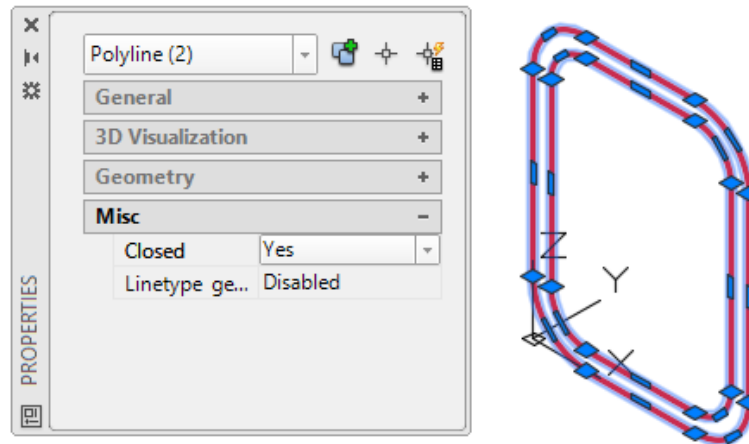 Polyline (2)
General
3D Visualization
Geometry
Misc
Closed Yes
Linetype ge... Disabled
PROPERTIES
Z
Y
X